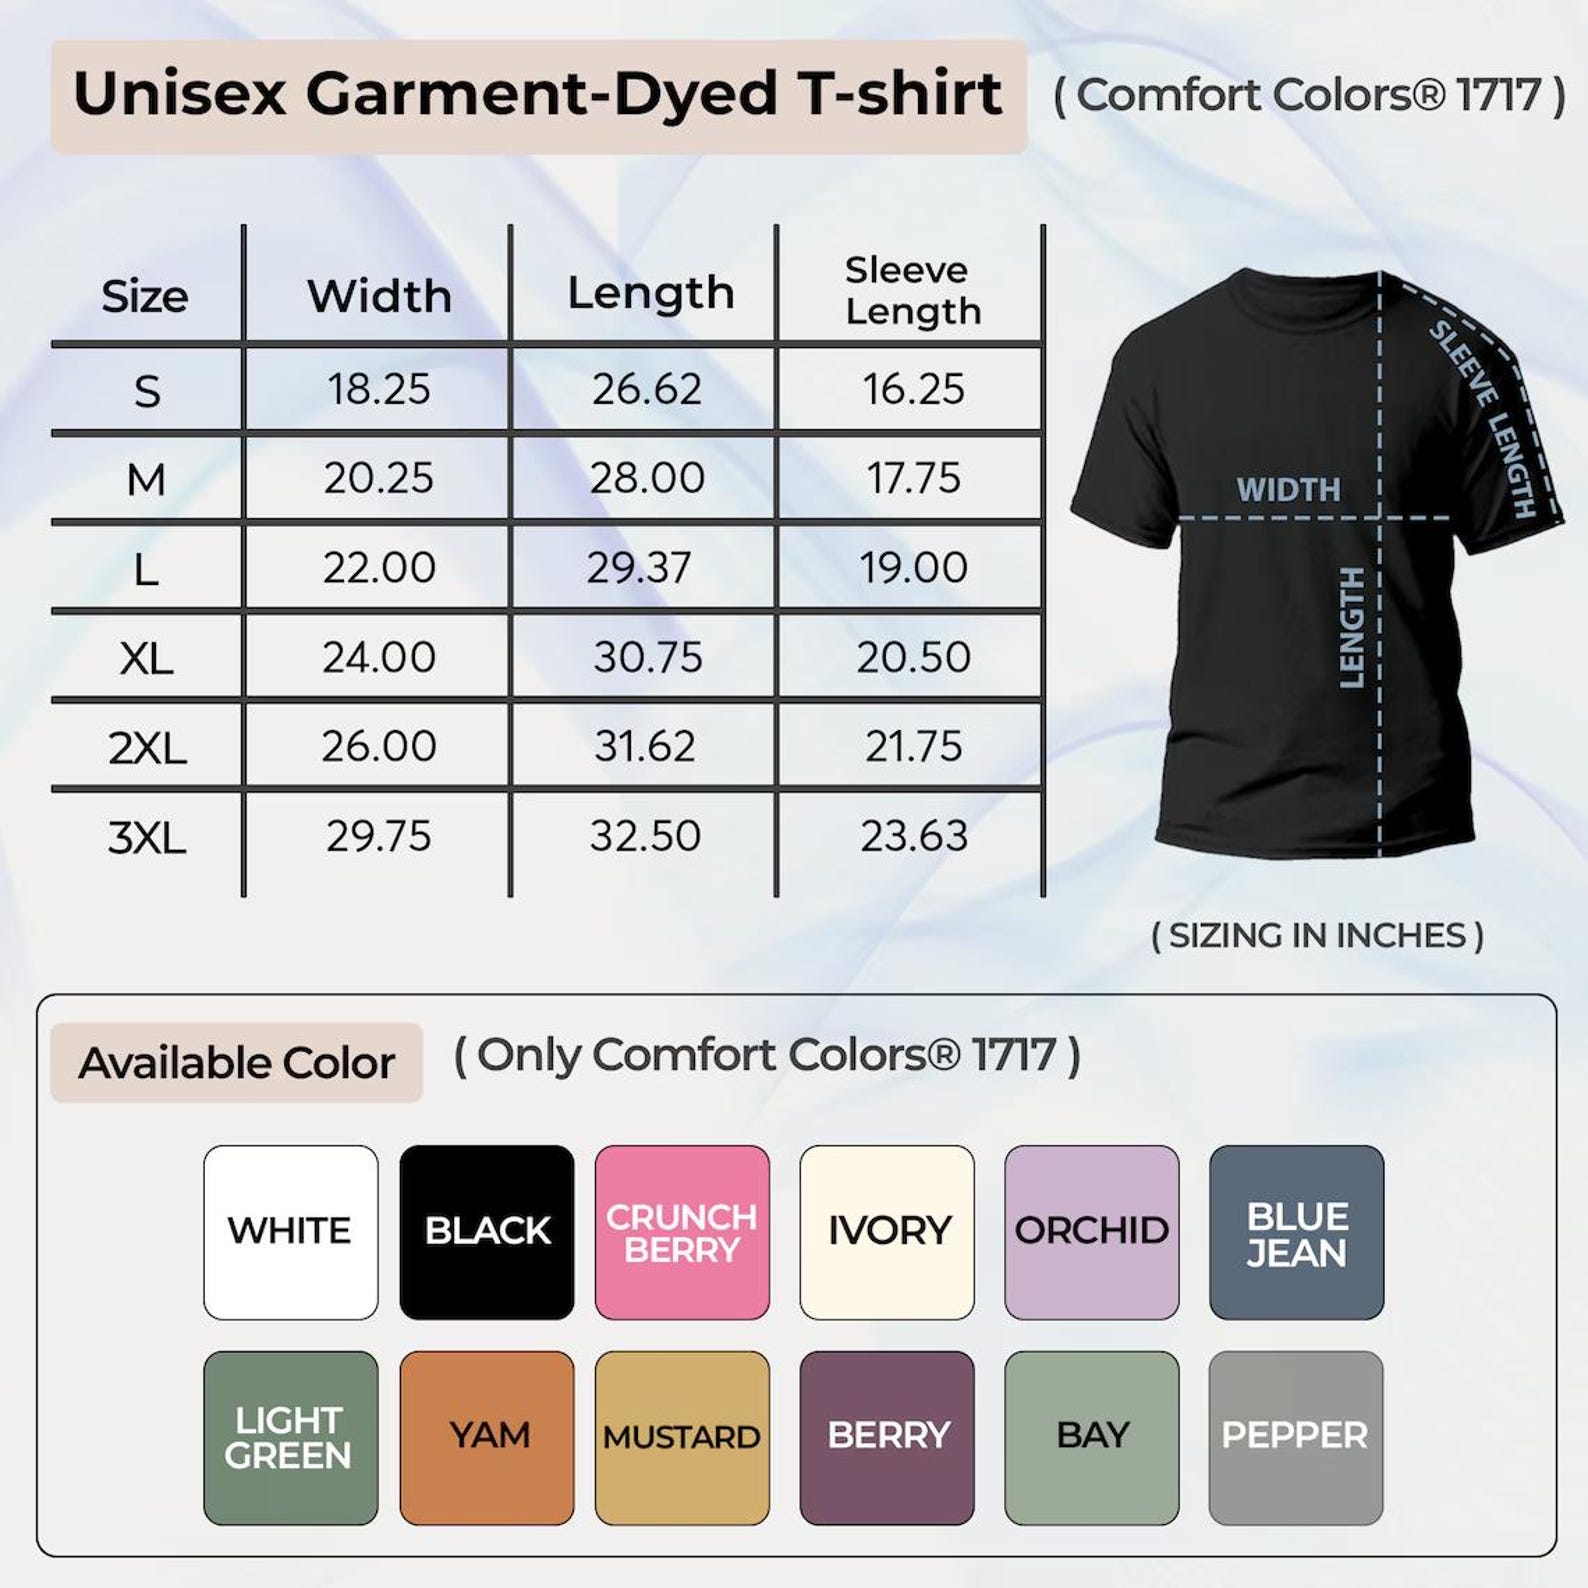 Unisex Garment-Dyed T-shirt ( Comfort Colors® 1717 )
Size Width Length Sleeve Length
S 18.25 26.62 16.25
M 20.25 28.00 17.75
L 22.00 29.37 19.00
XL 24.00 30.75 20.50
2XL 26.00 31.62 21.75
3XL 29.75 32.50 23.63
SLEEVE LENGTH
WIDTH
LENGTH
( SIZING IN INCHES )
Available Color ( Only Comfort Colors® 1717 )
WHITE
BLACK
CRUNCH
BERRY
IVORY
ORCHID
BLUE
JEAN
LIGHT
GREEN
YAM
MUSTARD
BERRY
BAY
PEPPER